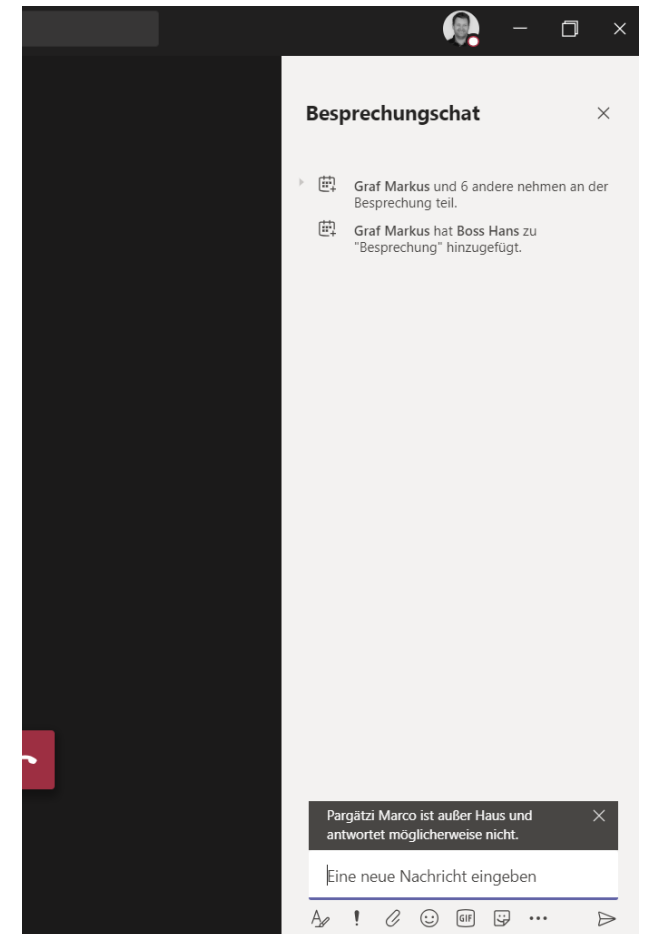 Besprechungschat
Graf Markus und 6 andere nehmen an der
Besprechung teil.
Graf Markus hat Boss Hans zu
"Besprechung" hinzugefügt.
Pargätzi Marco ist außer Haus und
antwortet möglicherweise nicht.
Eine neue Nachricht eingeben
GIF